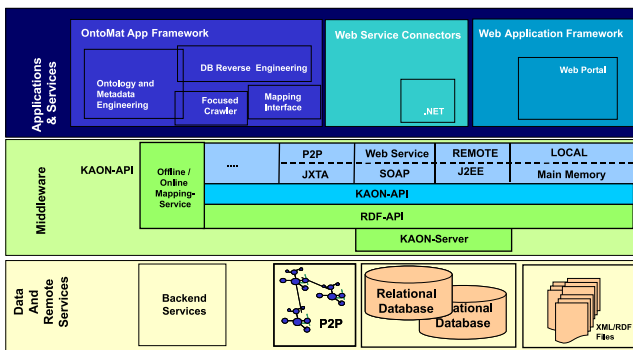 Applications
& Services
OntoMat App Framework
DB Reverse Engineering
Ontology and
Metadata
Engineering
Focused
Crawler
Mapping
Interface
Web Service Connectors
.NET
Web Application Framework
Web Portal
Middleware
KAON-API
Offline /
Online
Mapping-
Service
....
P2P
JXTA
Web Service
SOAP
REMOTE
J2EE
LOCAL
Main Memory
KAON-API
RDF-API
KAON-Server
Data
And
Remote
Services
Backend
Services
P2P
Relational
Database
Database
XML/RDF
Files